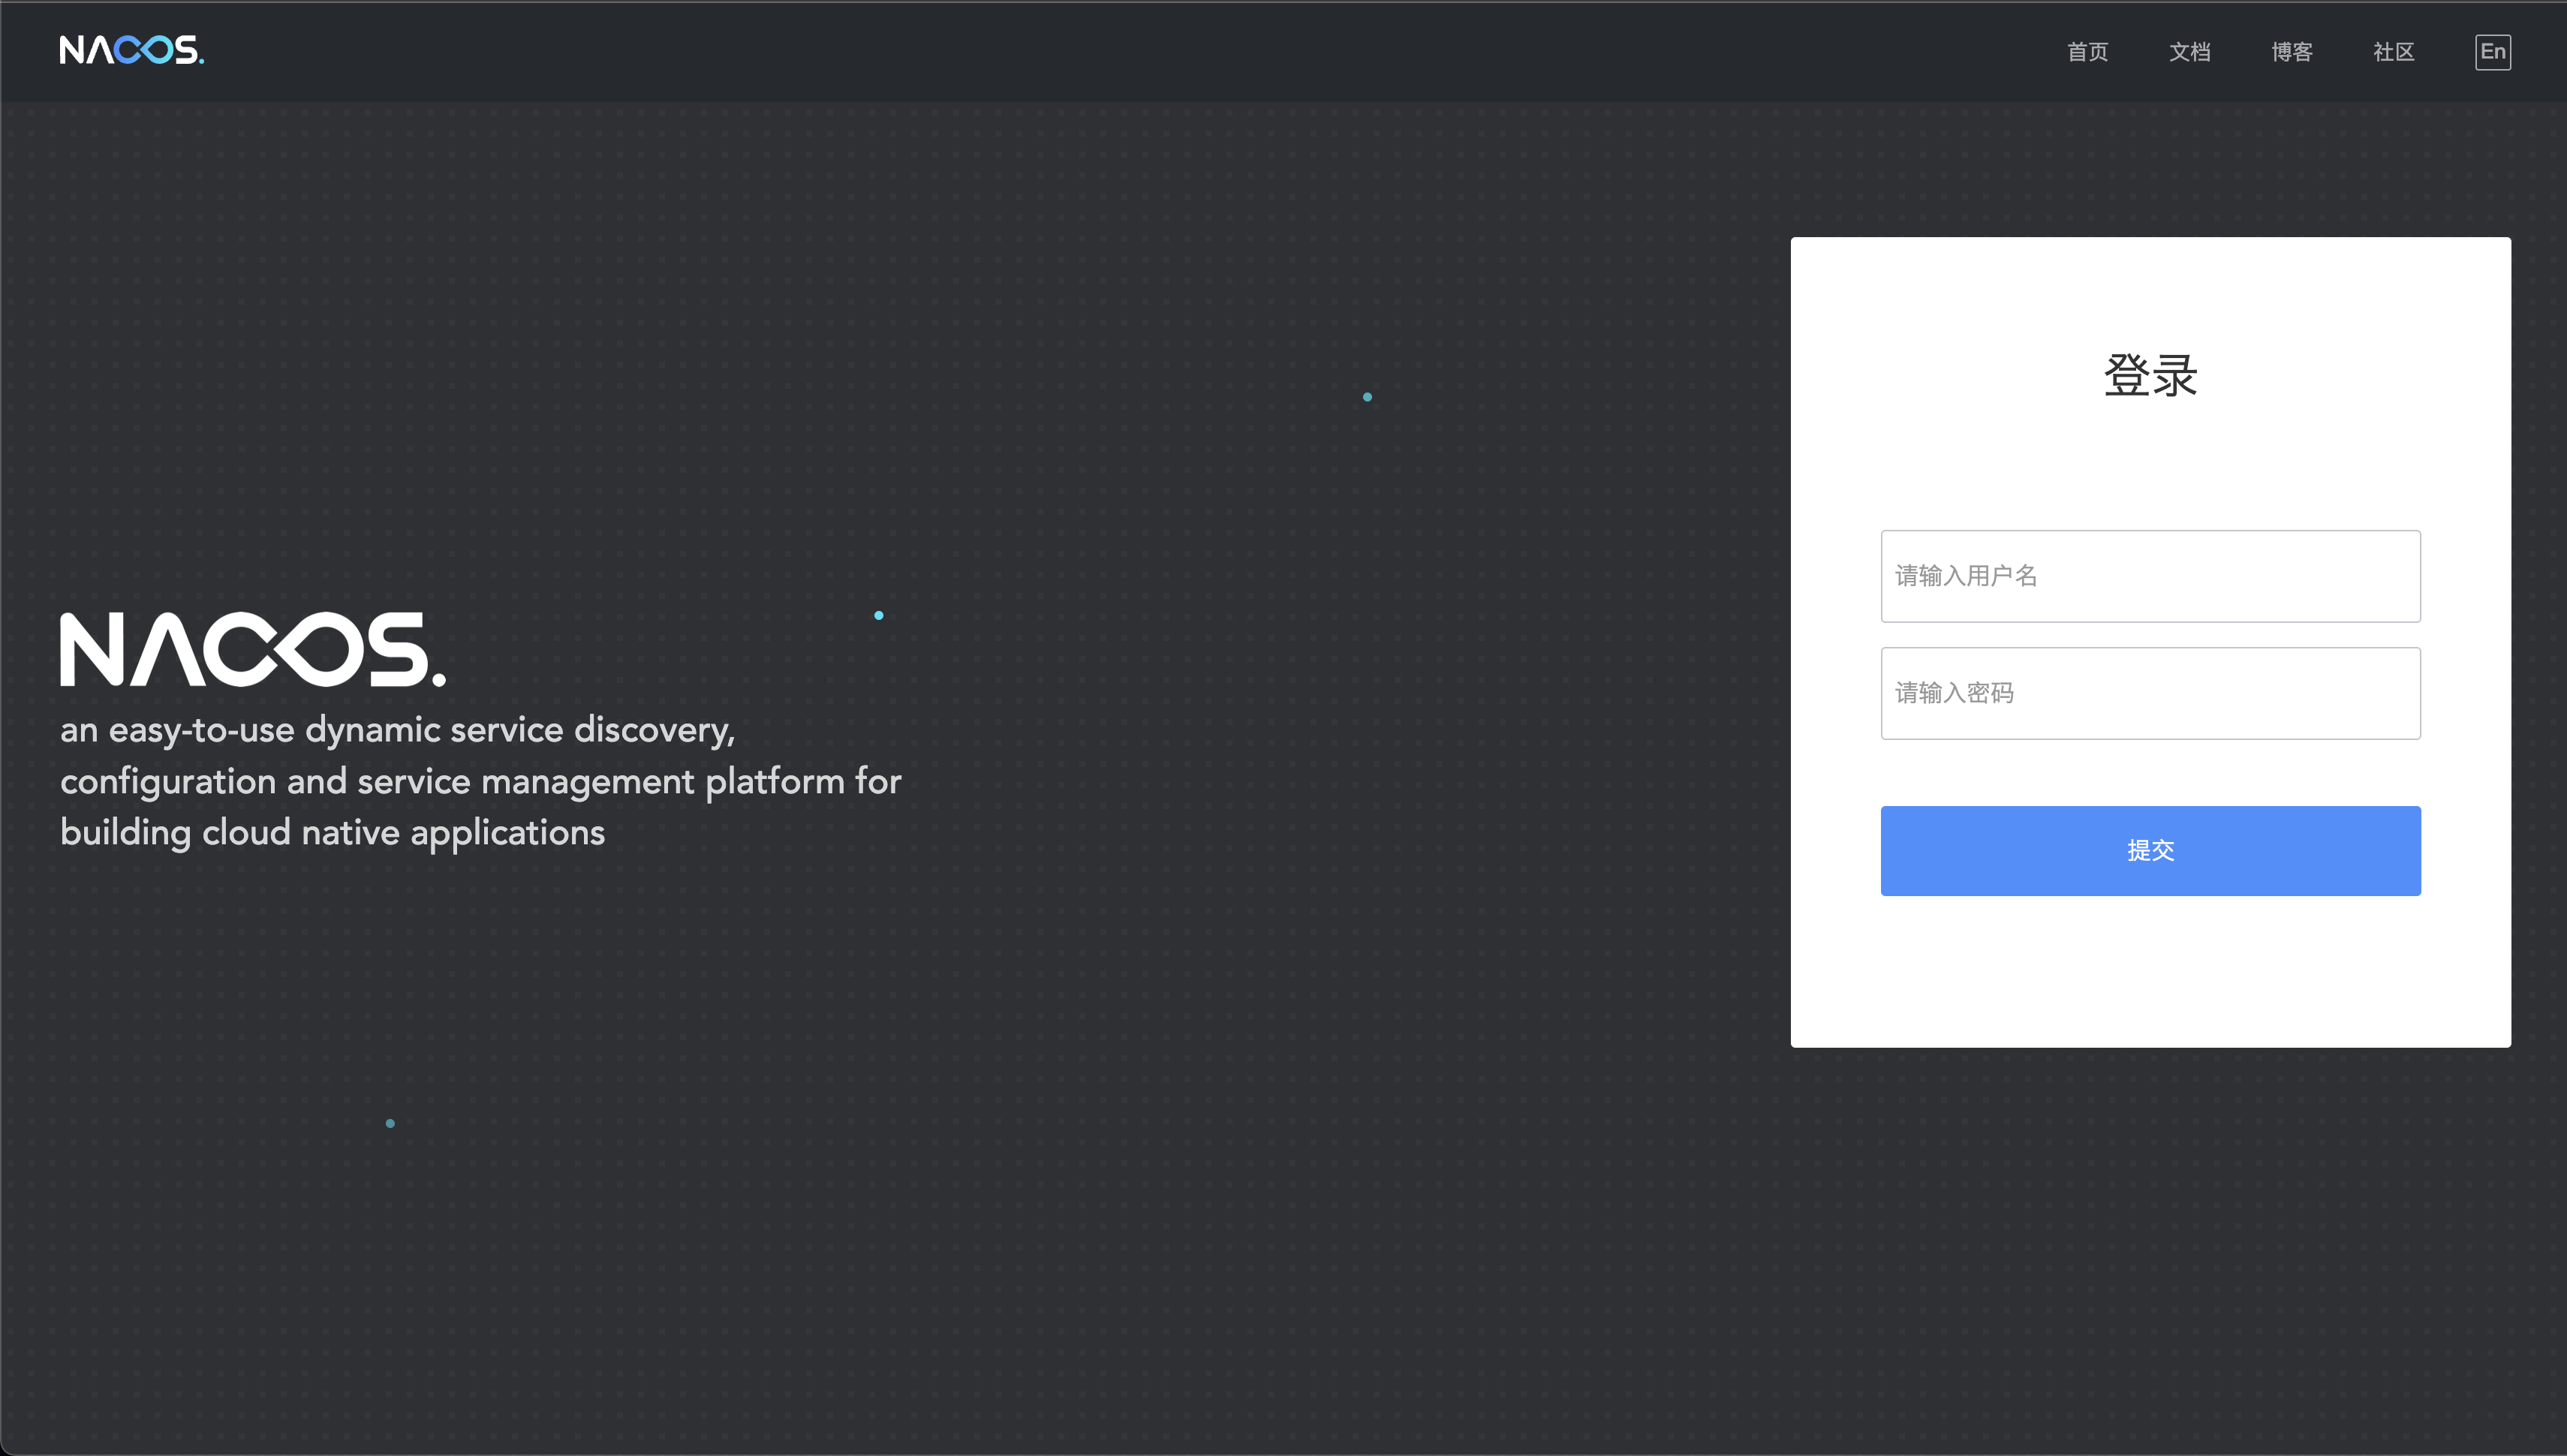 NACOS.
首页 文档 博客 社区 En
登录
请输入用户名
请输入密码
提交
NACOS.
an easy-to-use dynamic service discovery,
configuration and service management platform for
building cloud native applications